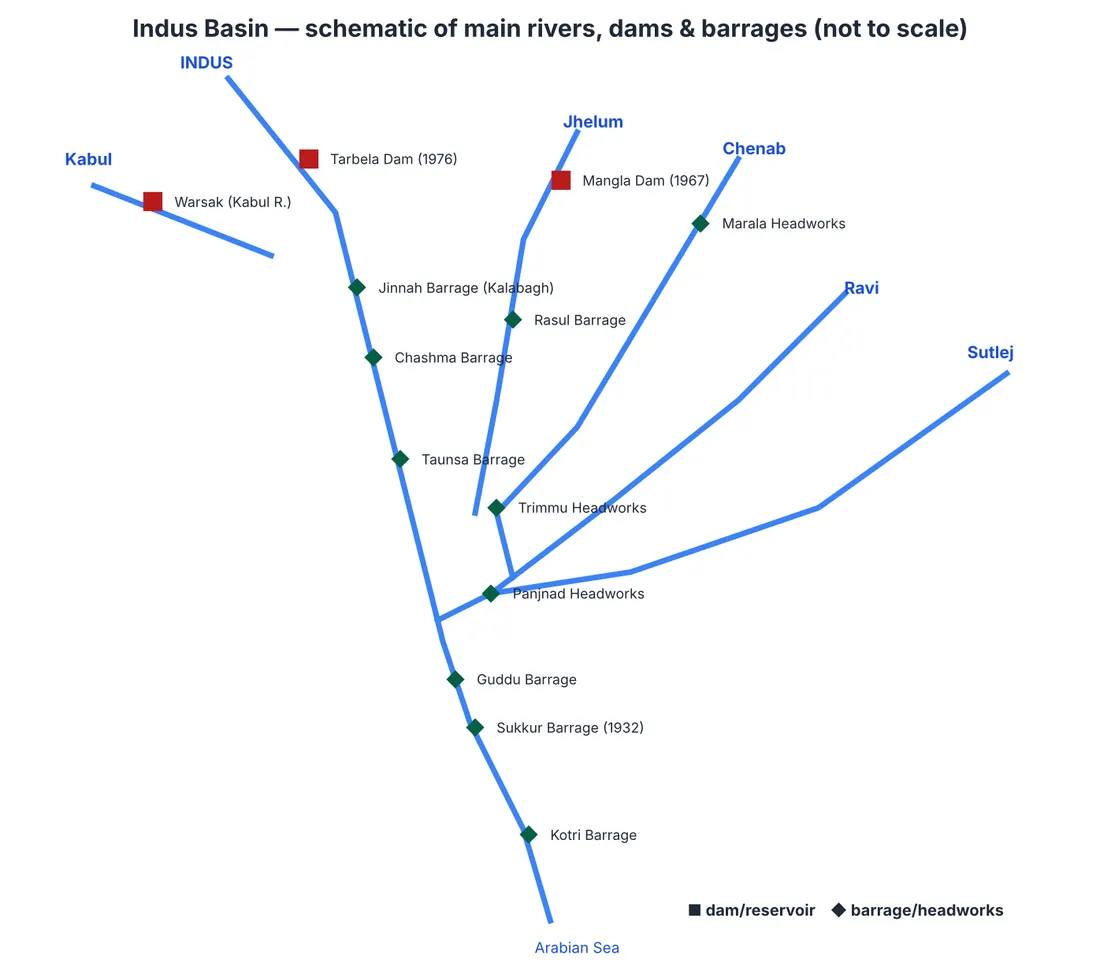 Indus Basin — schematic of main rivers, dams & barrages (not to scale)
INDUS
Jhelum
Chenab
Kabul
Tarbela Dam (1976)
Mangla Dam (1967)
Warsak (Kabul R.)
Marala Headworks
Jinnah Barrage (Kalabagh)
Ravi
Rasul Barrage
Sutlej
Chashma Barrage
Taunsa Barrage
Trimmu Headworks
Panjnad Headworks
Guddu Barrage
Sukkur Barrage (1932)
Kotri Barrage
■ dam/reservoir ◆ barrage/headworks
Arabian Sea